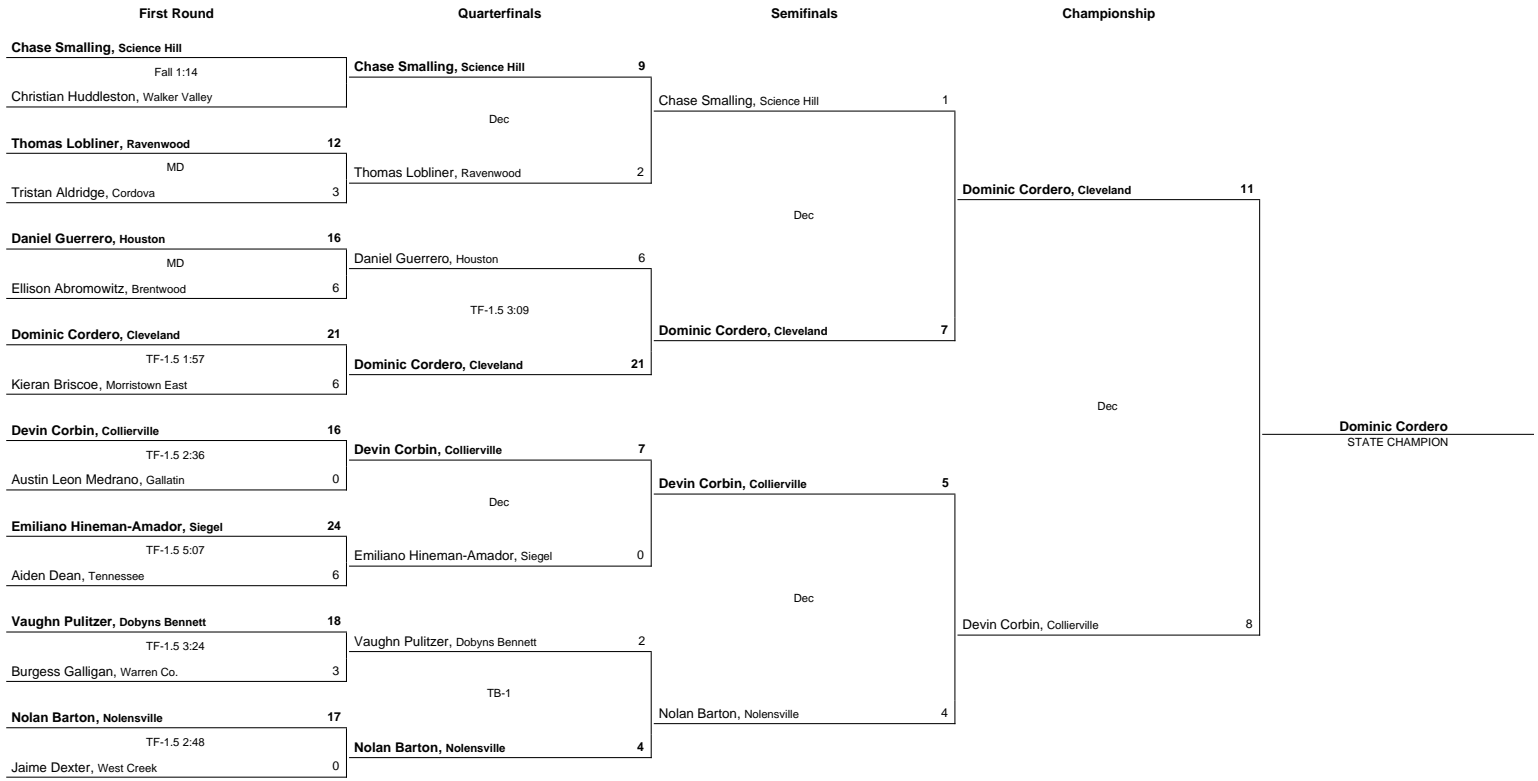 First Round Quarterfinals Semifinals Championship
Chase Smalling, Science Hill
Fall 1:14
Christian Huddleston, Walker Valley
Thomas Lobliner, Ravenwood 12
MD
Tristan Aldridge, Cordova 3
Daniel Guerrero, Houston 16
MD
Ellison Abromowitz, Brentwood 6
Dominic Cordero, Cleveland 21
TF-1.5 1:57
Kieran Briscoe, Morristown East 6
Devin Corbin, Collierville 16
TF-1.5 2:36
Austin Leon Medrano, Gallatin 0
Emiliano Hineman-Amador, Siegel 24
TF-1.5 5:07
Aiden Dean, Tennessee 6
Vaughn Pulitzer, Dobyns Bennett 18
TF-1.5 3:24
Burgess Galligan, Warren Co. 3
Nolan Barton, Nolensville 17
TF-1.5 2:48
Jaime Dexter, West Creek 0
Chase Smalling, Science Hill 9
Dec
Thomas Lobliner, Ravenwood 2
Daniel Guerrero, Houston 6
TF-1.5 3:09
Dominic Cordero, Cleveland 21
Devin Corbin, Collierville 7
Dec
Emiliano Hineman-Amador, Siegel 0
Vaughn Pulitzer, Dobyns Bennett 2
TB-1
Nolan Barton, Nolensville 4
Chase Smalling, Science Hill 1
Dec
Dominic Cordero, Cleveland 7
Devin Corbin, Collierville 5
Dec
Nolan Barton, Nolensville 4
Dominic Cordero, Cleveland 11
Dec
Devin Corbin, Collierville 8
Dominic Cordero
STATE CHAMPION